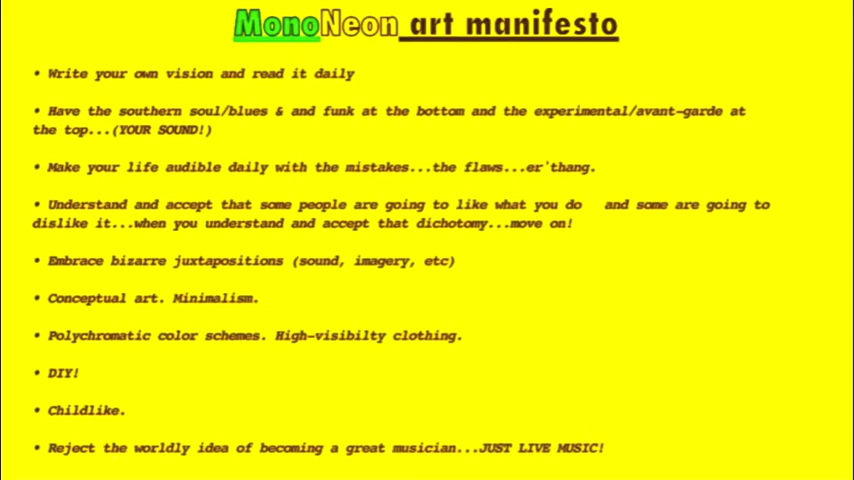 MonoNeon art manifesto
• Write your own vision and read it daily
• Have the southern soul/blues & and funk at the bottom and the experimental/avant-garde at
the top...(YOUR SOUND!)
• Make your life audible daily with the mistakes...the flaws...er'thang.
• Understand and accept that some people are going to like what you do   and some are going to
dislike it...when you understand and accept that dichotomy...move on!
• Embrace bizarre juxtapositions (sound, imagery, etc)
• Conceptual art. Minimalism.
• Polychromatic color schemes. High-visibilty clothing.
• DIY!
• Childlike.
• Reject the worldly idea of becoming a great musician...JUST LIVE MUSIC!